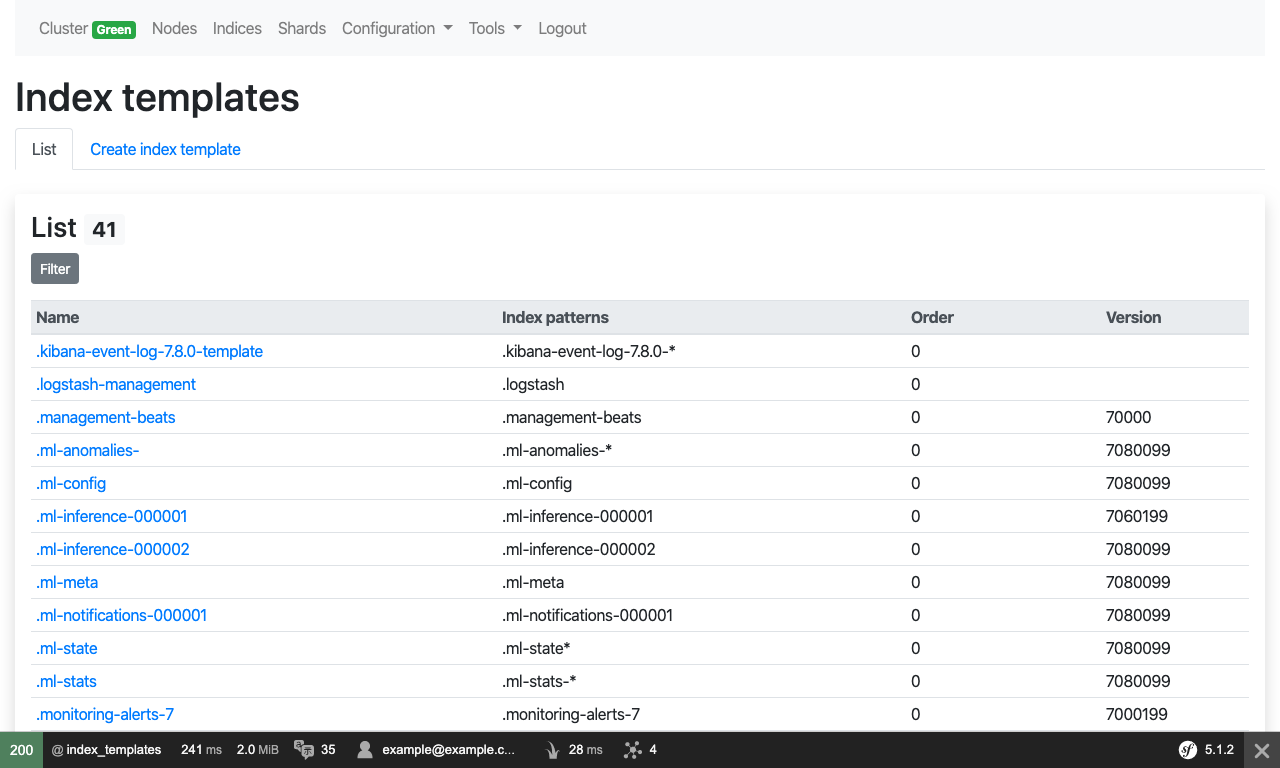 Cluster Green Nodes Indices Shards Configuration Tools Logout
Index templates
List Create index template
List 41
Filter
Name Index patterns Order Version
.kibana-event-log-7.8.0-template .kibana-event-log-7.8.0-* 0
.logstash-management .logstash 0
.management-beats .management-beats 0 70000
.ml-anomalies- .ml-anomalies-* 0 7080099
.ml-config .ml-config 0 7080099
.ml-inference-000001 .ml-inference-000001 0 7060199
.ml-inference-000002 .ml-inference-000002 0 7080099
.ml-meta .ml-meta 0 7080099
.ml-notifications-000001 .ml-notifications-000001 0 7080099
.ml-state .ml-state* 0 7080099
.ml-stats .ml-stats-* 0 7080099
.monitoring-alerts-7 .monitoring-alerts-7 0 7000199
200 @ index_templates 241 ms 2.0 MiB 35 example@example.c... 28 ms 4 sf 5.1.2